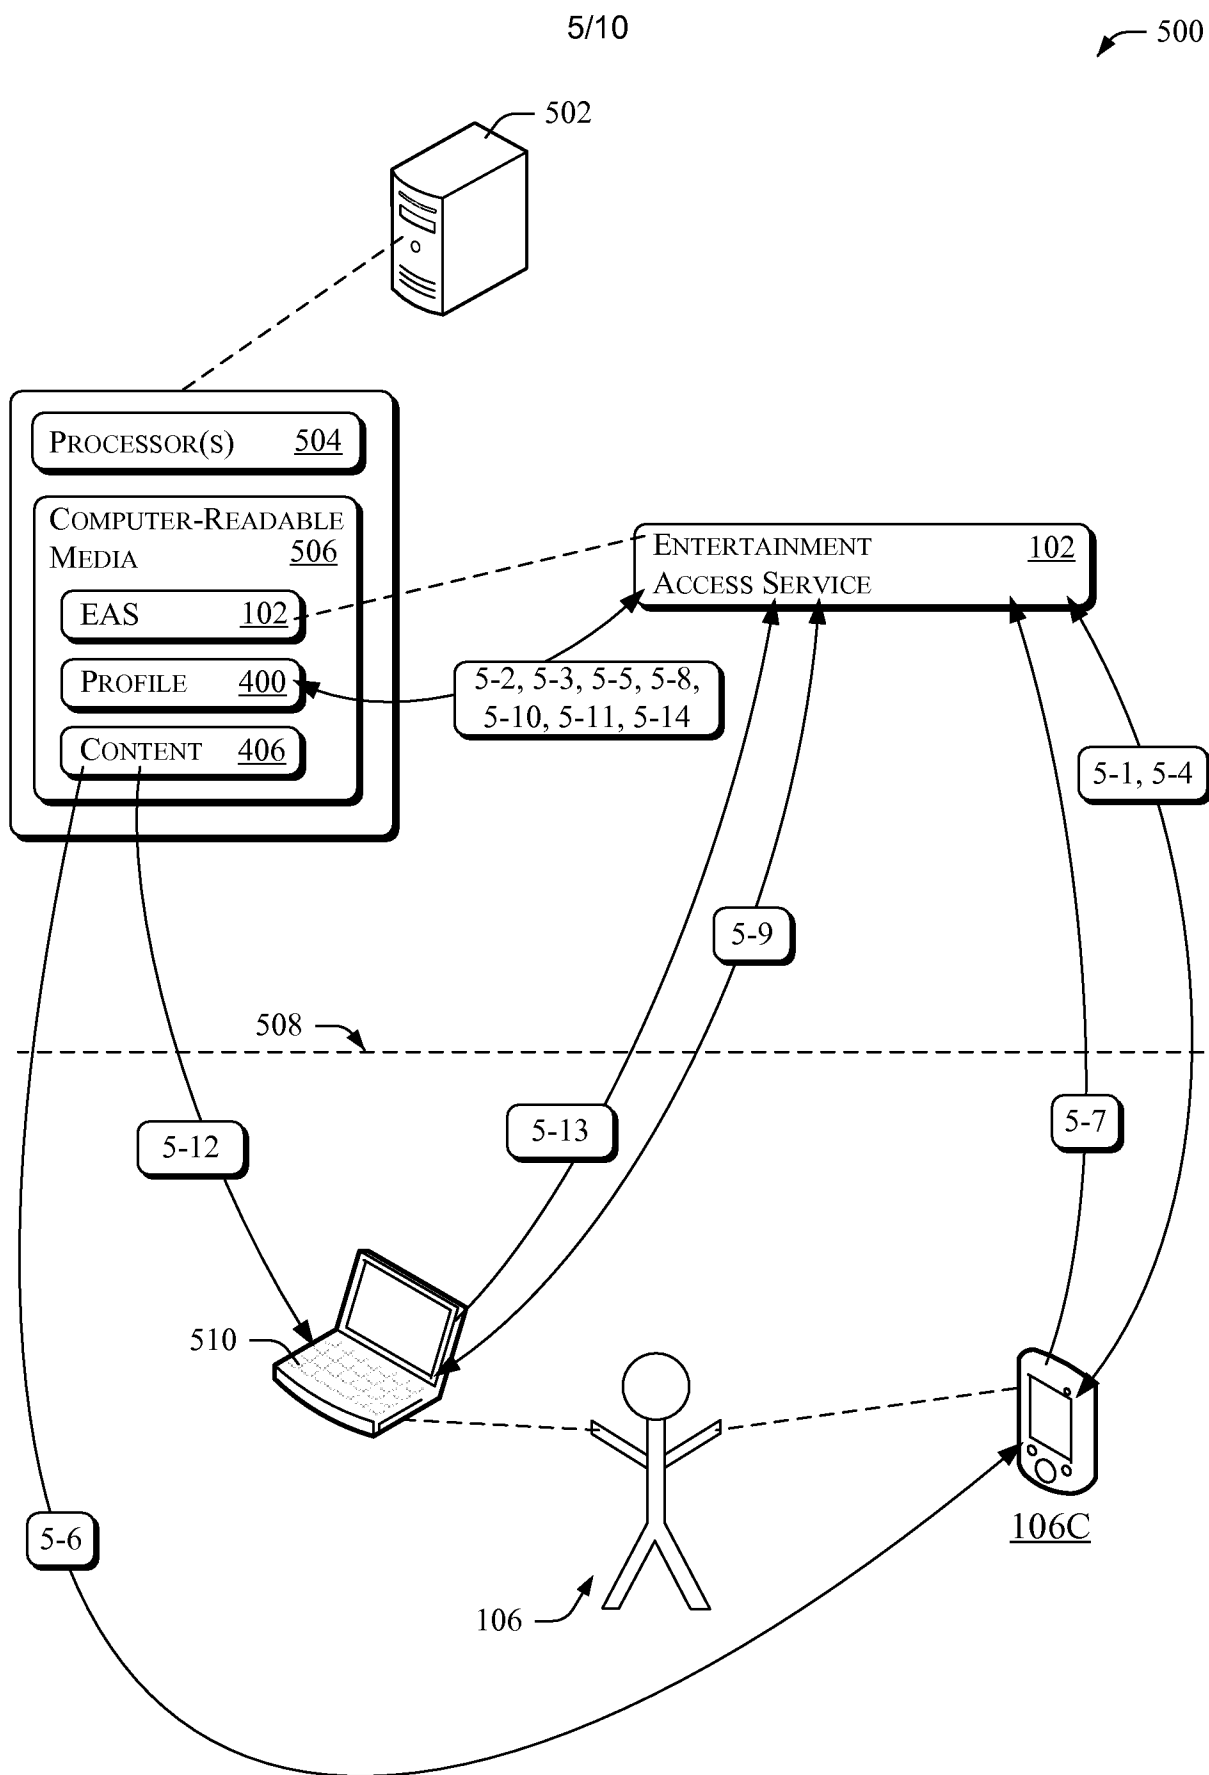 5/10
500
502
PROCESSOR(S) 504
COMPUTER-READABLE
MEDIA 506
EAS 102
PROFILE 400
CONTENT 406
ENTERTAINMENT 102
ACCESS SERVICE
5-2, 5-3, 5-5, 5-8,
5-10, 5-11, 5-14
5-1, 5-4
5-9
508
5-12
5-13
5-7
510
106C
5-6
106